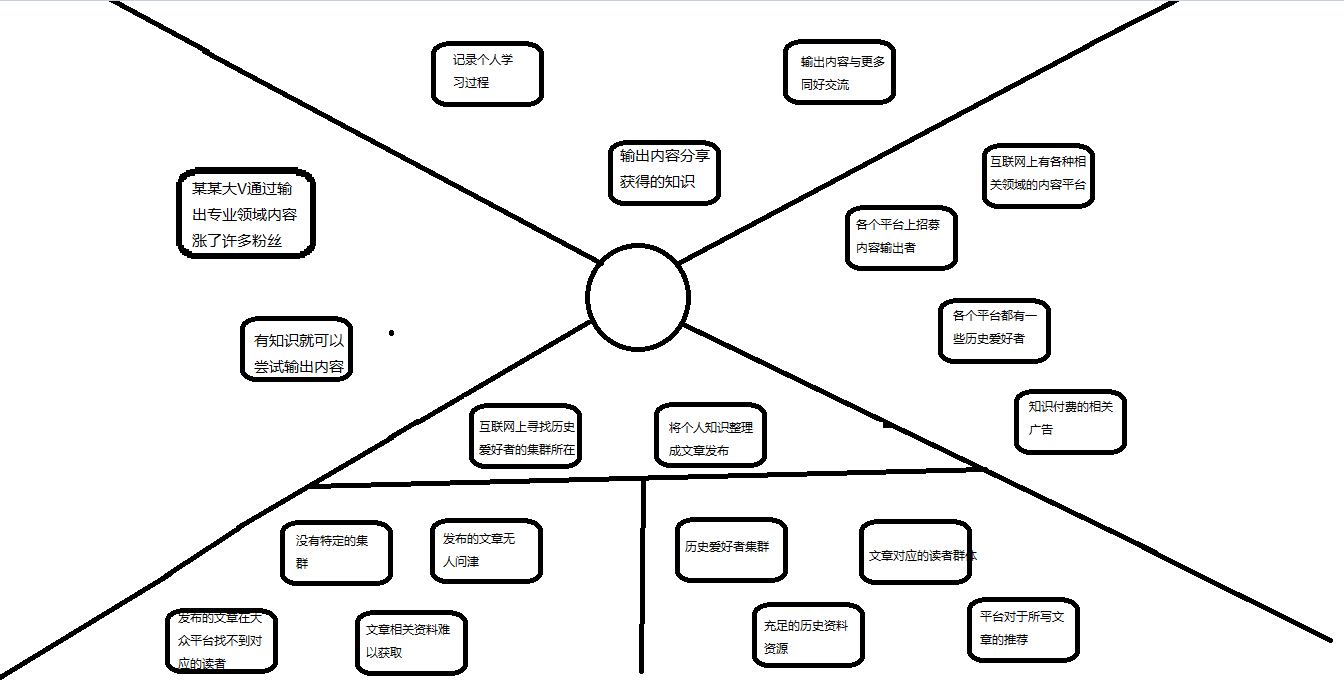 记录个人学
习过程
输出内容与更多
同好交流
输出内容分享
获得的知识
某某大V通过输
出专业领域内容
涨了许多粉丝
有知识就可以
尝试输出内容
互联网上有各种相
关领域的内容平台
各个平台上招募
内容输出者
各个平台都有一
些历史爱好者
知识付费的相关
广告
互联网上寻找历史
爱好者的集群所在
将个人知识整理
成文章发布
没有特定的集
群
发布的文章无
人问津
发布的文章在大
众平台找不到对
应的读者
文章相关资料难
以获取
历史爱好者集群
文章对应的读者群体
充足的历史资料
资源
平台对于所写文
章的推荐